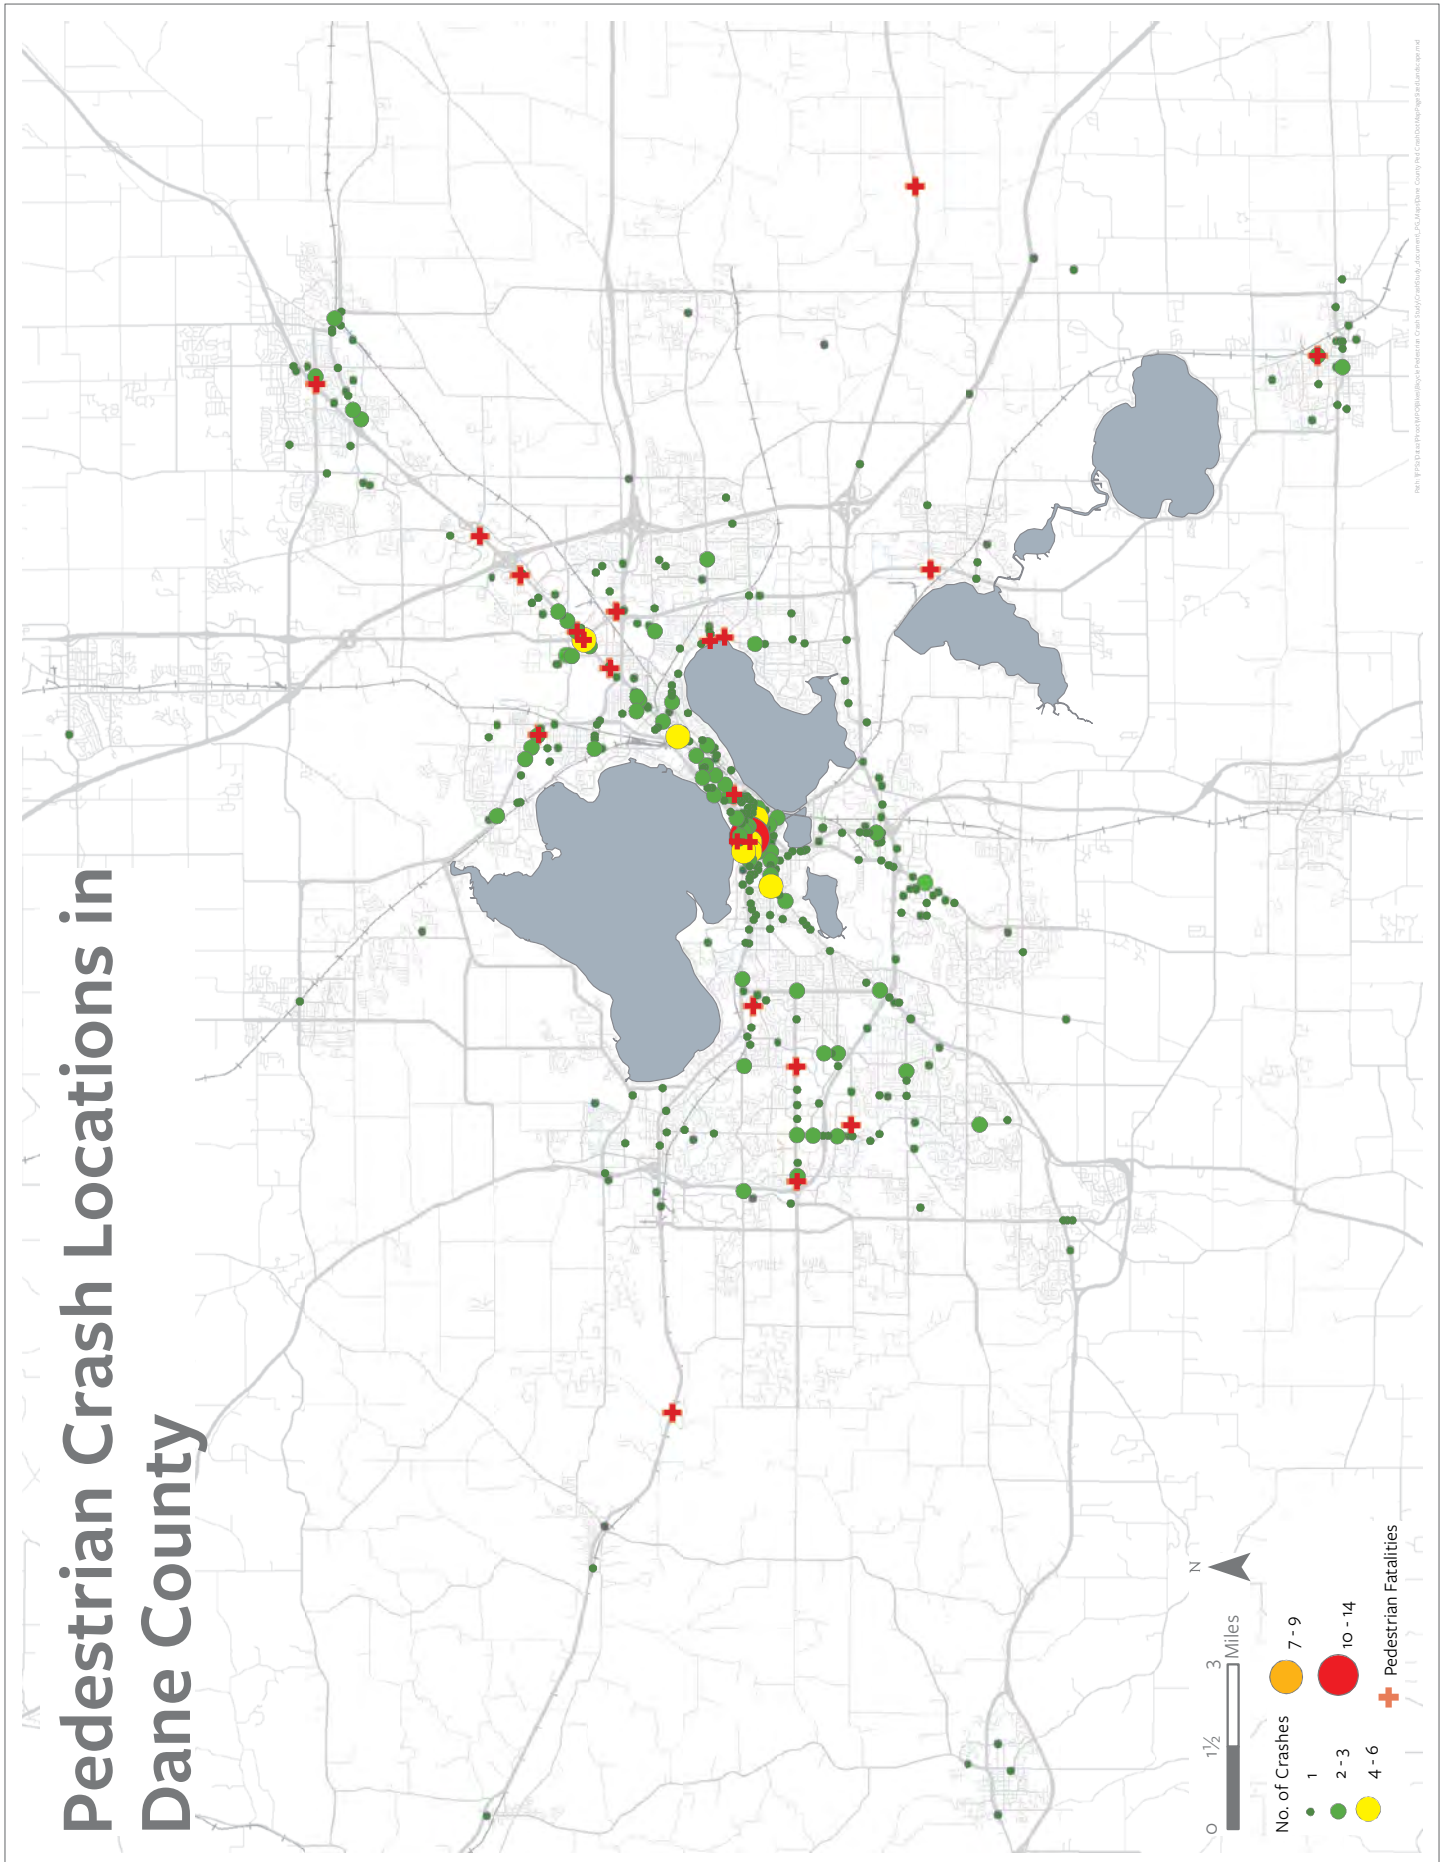 Pedestrian Crash Locations in
Dane County
N
0 1½ 3
Miles
No. of Crashes
1
2 - 3
4 - 6
7 - 9
10 - 14
Pedestrian Fatalities